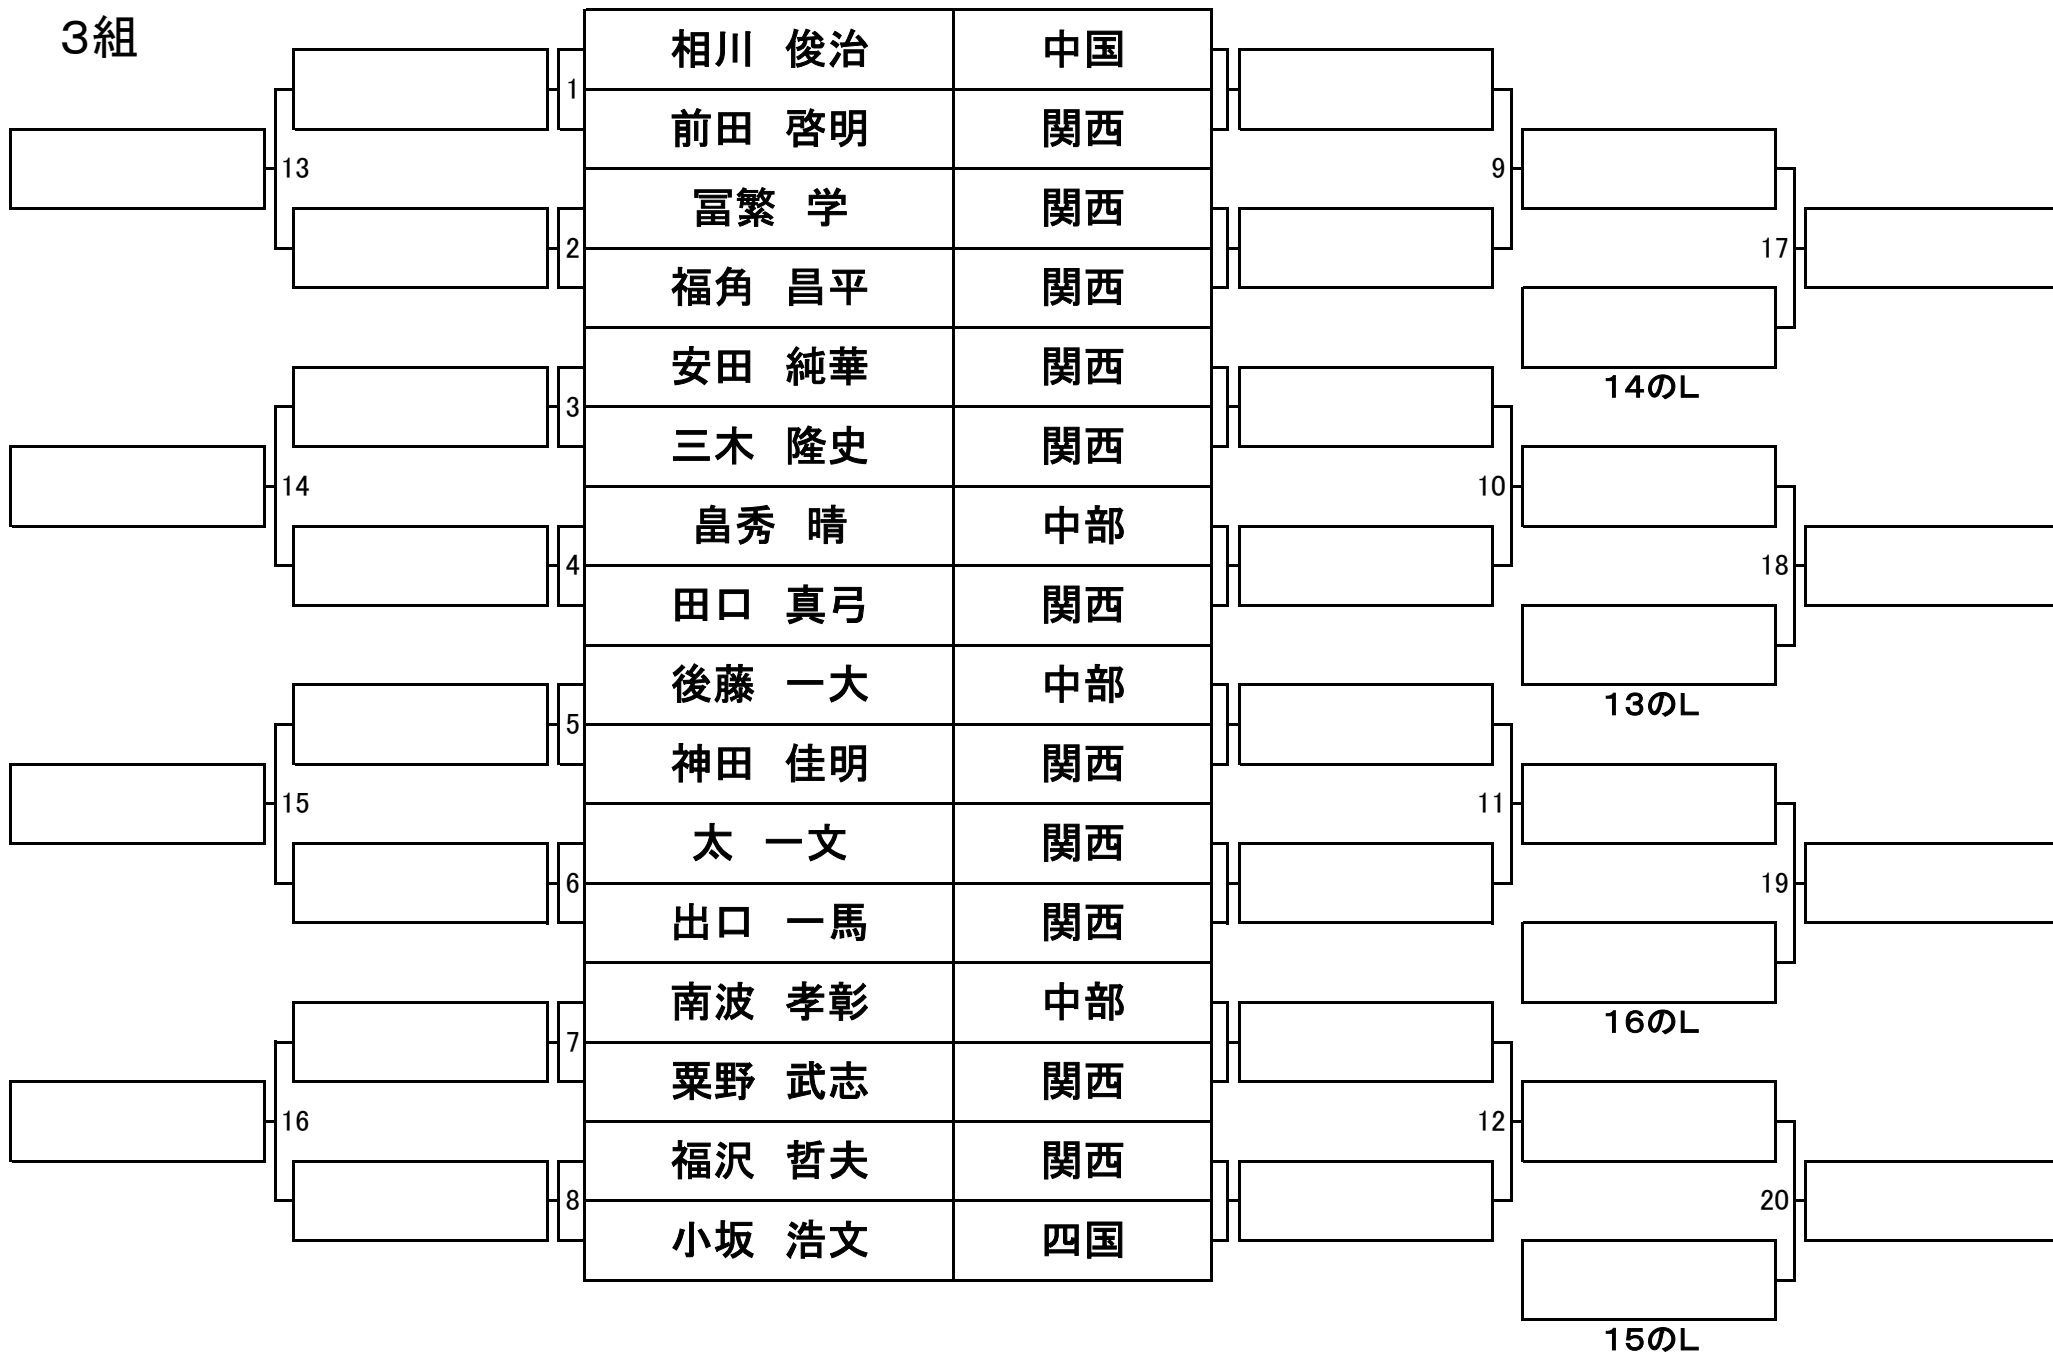 ３組
相川　俊治 中国
1
前田　啓明 関西
13 9
冨繁　学 関西
2 17
福角　昌平 関西
安田　純華 関西
14のL
3
三木　隆史 関西
14 10
畠秀　晴 中部
4 18
田口　真弓 関西
後藤　一大 中部
13のL
5
神田　佳明 関西
15 11
太　一文 関西
6 19
出口　一馬 関西
南波　孝彰 中部
16のL
7
粟野　武志 関西
16 12
福沢　哲夫 関西
8 20
小坂　浩文 四国
15のL